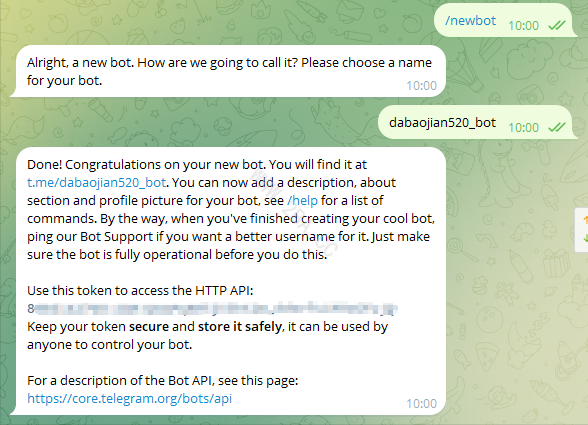 /newbot 10:00
Alright, a new bot. How are we going to call it? Please choose a name
for your bot.
10:00
dabaojian520_bot 10:00
Done! Congratulations on your new bot. You will find it at
t.me/dabaojian520_bot. You can now add a description, about
section and profile picture for your bot, see /help for a list of
commands. By the way, when you've finished creating your cool bot,
ping our Bot Support if you want a better username for it. Just make
sure the bot is fully operational before you do this.
Use this token to access the HTTP API:
Keep your token secure and store it safely, it can be used by
anyone to control your bot.
For a description of the Bot API, see this page:
https://core.telegram.org/bots/api 10:00